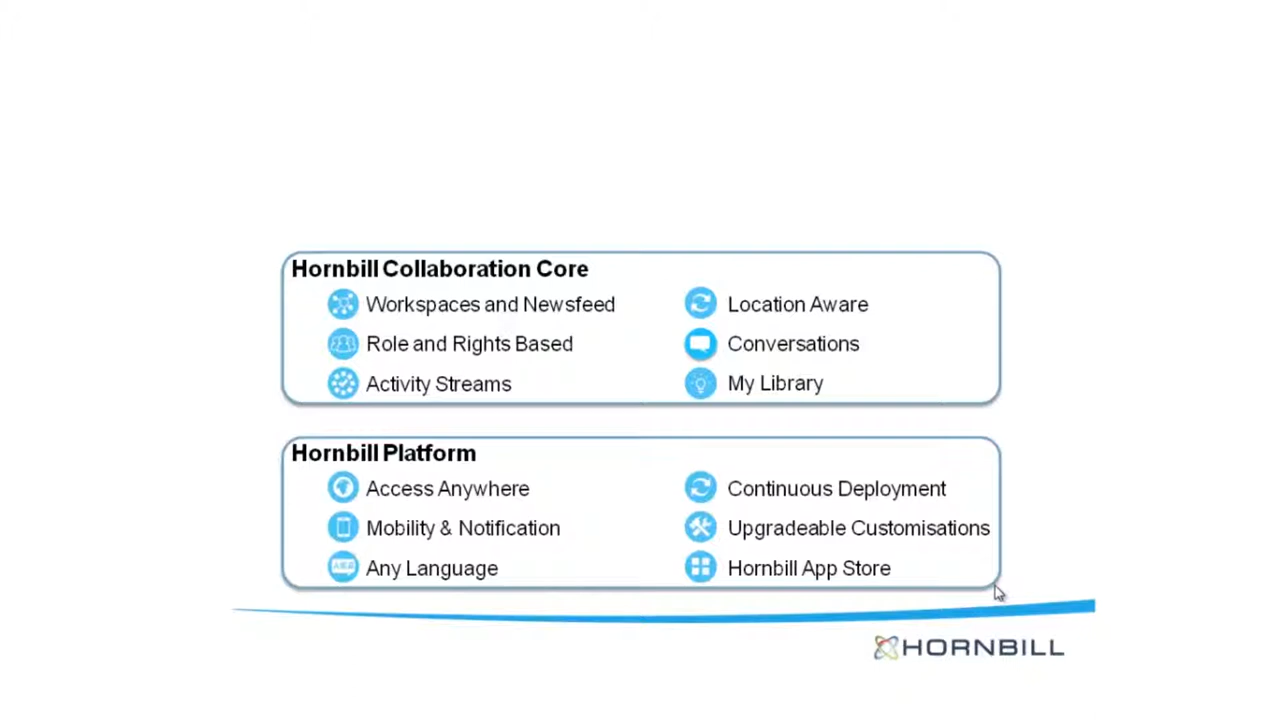 Hornbill Collaboration Core
Workspaces and Newsfeed
Location Aware
Role and Rights Based
Conversations
Activity Streams
My Library
Hornbill Platform
Access Anywhere
Continuous Deployment
Mobility & Notification
Upgradeable Customisations
Any Language
Hornbill App Store
HORNBILL